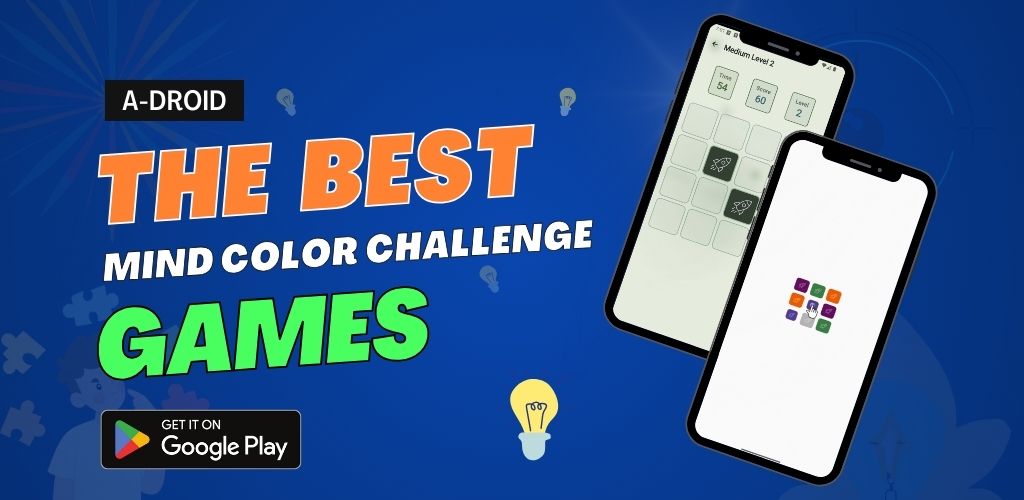 A-DROID
THE BEST
MIND COLOR CHALLENGE
GAMES
GET IT ON
Google Play
Medium Level 2
Time
54
Score
60
Level
2